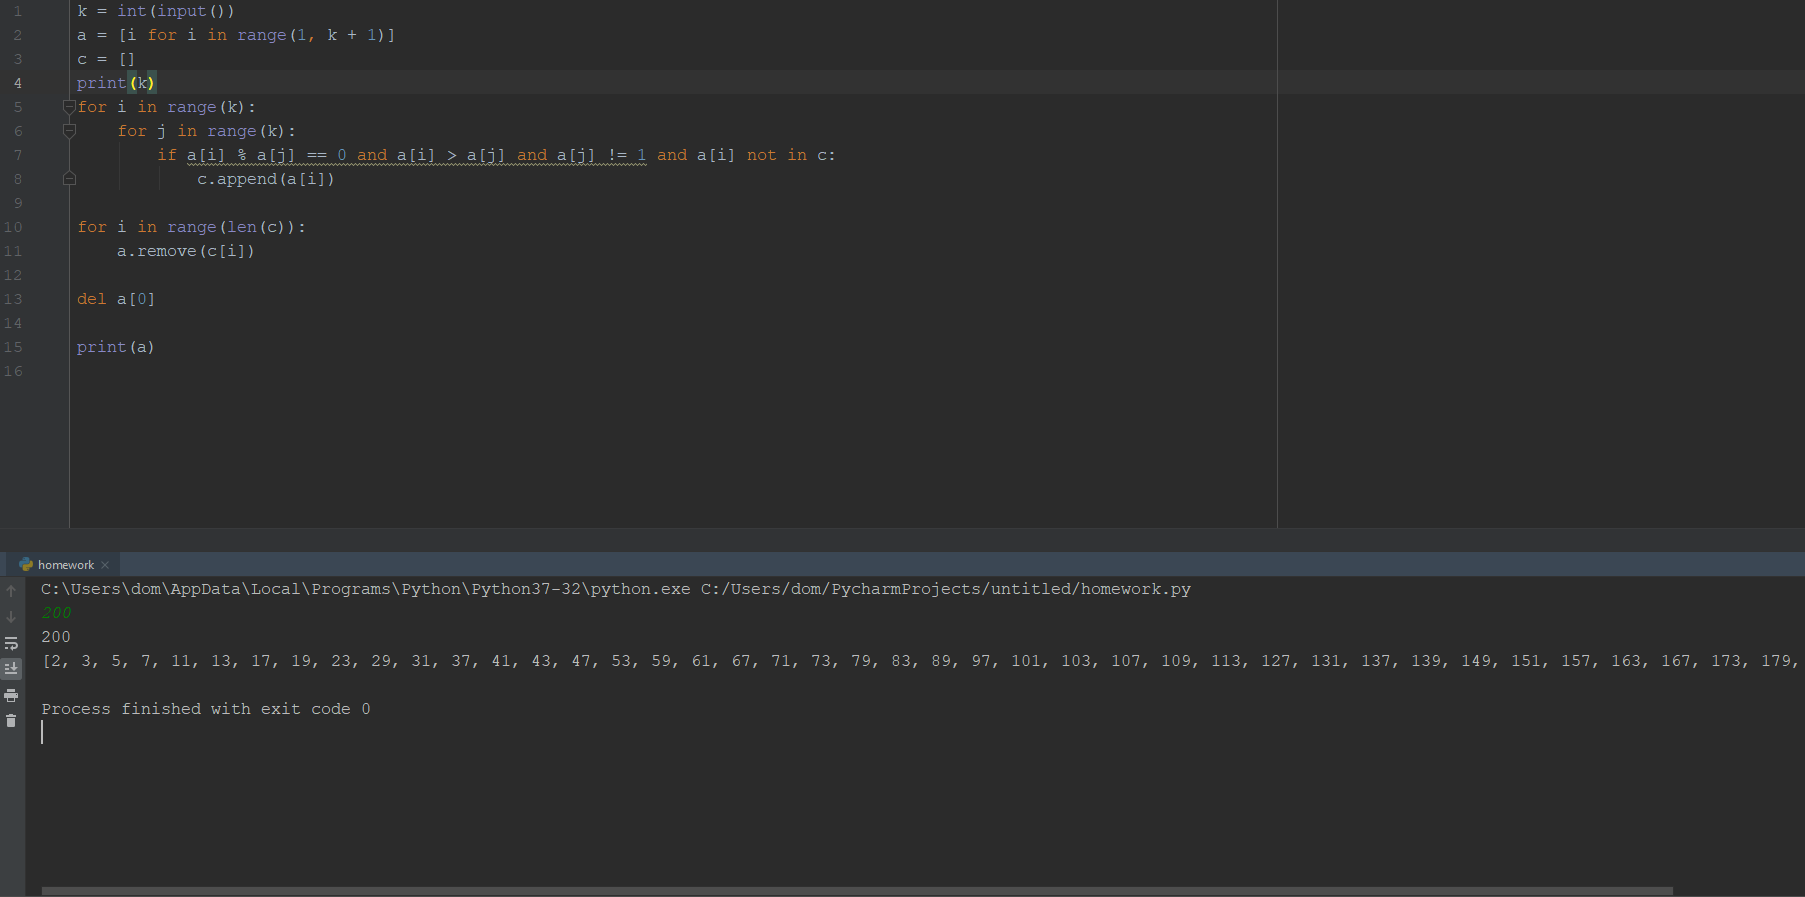 1 k = int(input())
2 a = [i for i in range(1, k + 1)]
3 c = []
4 print(k)
5 for i in range(k):
6     for j in range(k):
7         if a[i] % a[j] == 0 and a[i] > a[j] and a[j] != 1 and a[i] not in c:
8             c.append(a[i])
9
10 for i in range(len(c)):
11     a.remove(c[i])
12
13 del a[0]
14
15 print(a)
16
homework
C:\Users\dom\AppData\Local\Programs\Python\Python37-32\python.exe C:/Users/dom/PycharmProjects/untitled/homework.py
200
200
[2, 3, 5, 7, 11, 13, 17, 19, 23, 29, 31, 37, 41, 43, 47, 53, 59, 61, 67, 71, 73, 79, 83, 89, 97, 101, 103, 107, 109, 113, 127, 131, 137, 139, 149, 151, 157, 163, 167, 173, 179,
Process finished with exit code 0